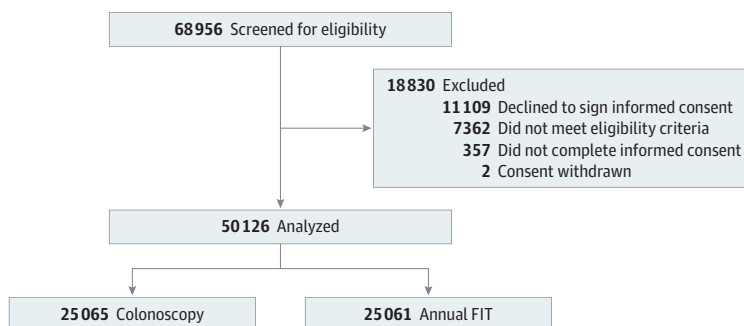 68956 Screened for eligibility
18830 Excluded
11109 Declined to sign informed consent
7362 Did not meet eligibility criteria
357 Did not complete informed consent
2 Consent withdrawn
50126 Analyzed
25065 Colonoscopy
25061 Annual FIT